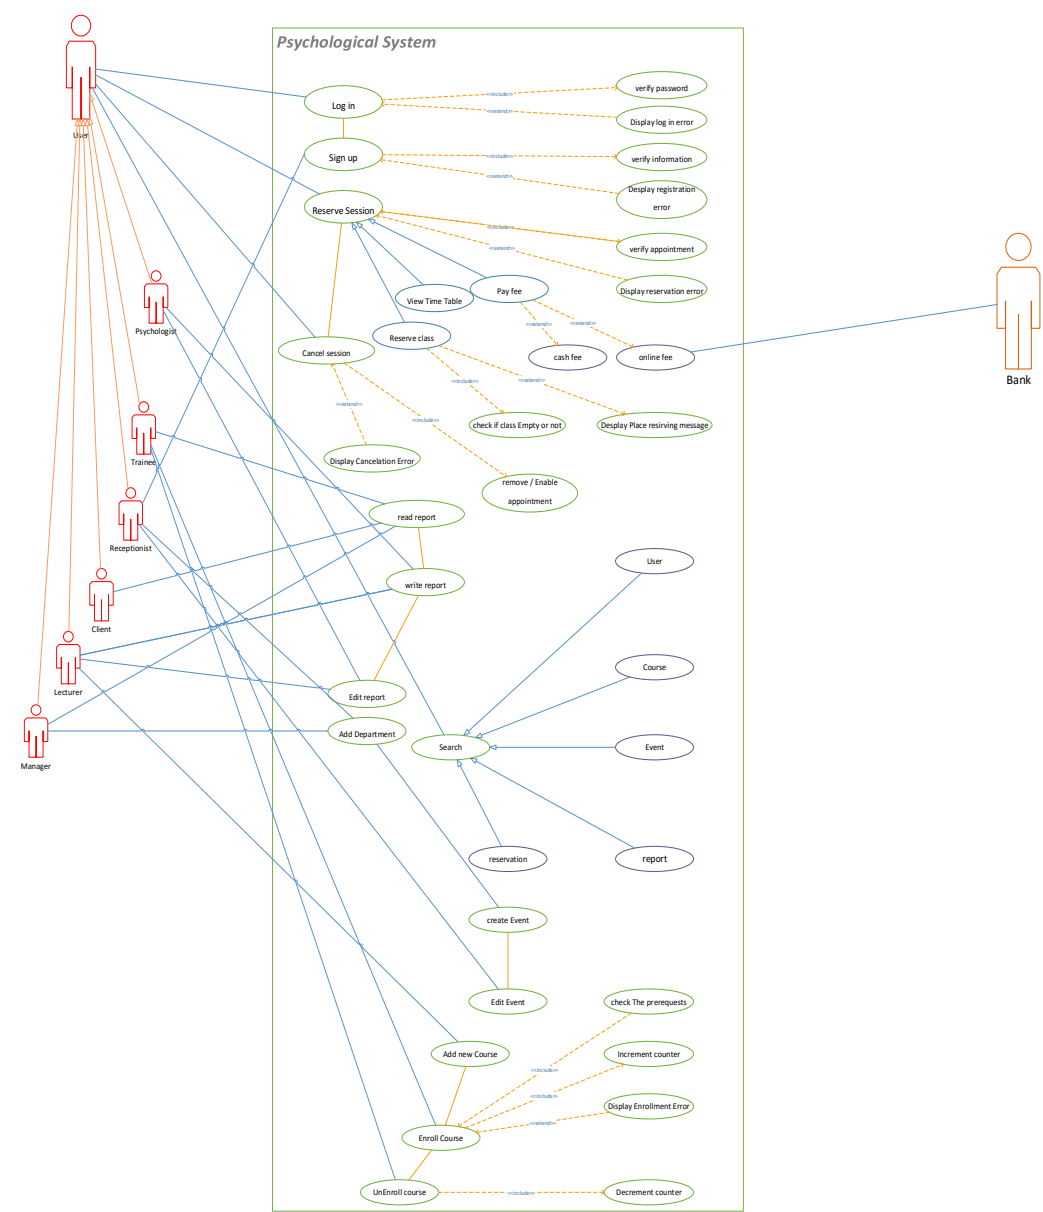 Psychological System
User
Log in
<<include>>
verify password
<<extend>>
Display log in error
Sign up
<<include>>
verify information
<<extend>>
Desplay registration
error
Reserve Session
<<include>>
verify appointment
<<extend>>
Display reservation error
View Time Table
Pay fee
<<extend>>
<<extend>>
Psychologist
Reserve class
Cancel session
cash fee
online fee
Bank
<<include>>
<<extend>>
<<extend>>
<<include>>
check if class Empty or not
Desplay Place resirving message
Trainee
Display Cancelation Error
remove / Enable
appointment
read report
Receptionist
User
write report
Client
Course
Lecturer
Edit report
Add Department
Search
Event
Manager
reservation
report
create Event
Edit Event
check The prerequests
Add new Course
Increment counter
<<include>>
<<include>>
Display Enrollment Error
<<extend>>
Enroll Course
UnEnroll course
<<include>>
Decrement counter